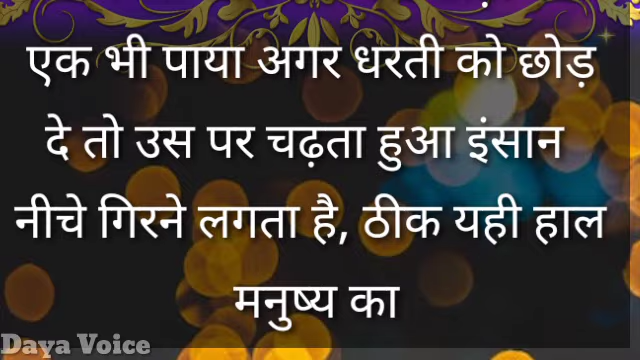 एक भी पाया अगर धरती को छोड़
दे तो उस पर चढ़ता हुआ इंसान
नीचे गिरने लगता है, ठीक यही हाल
मनुष्य का
Daya Voice